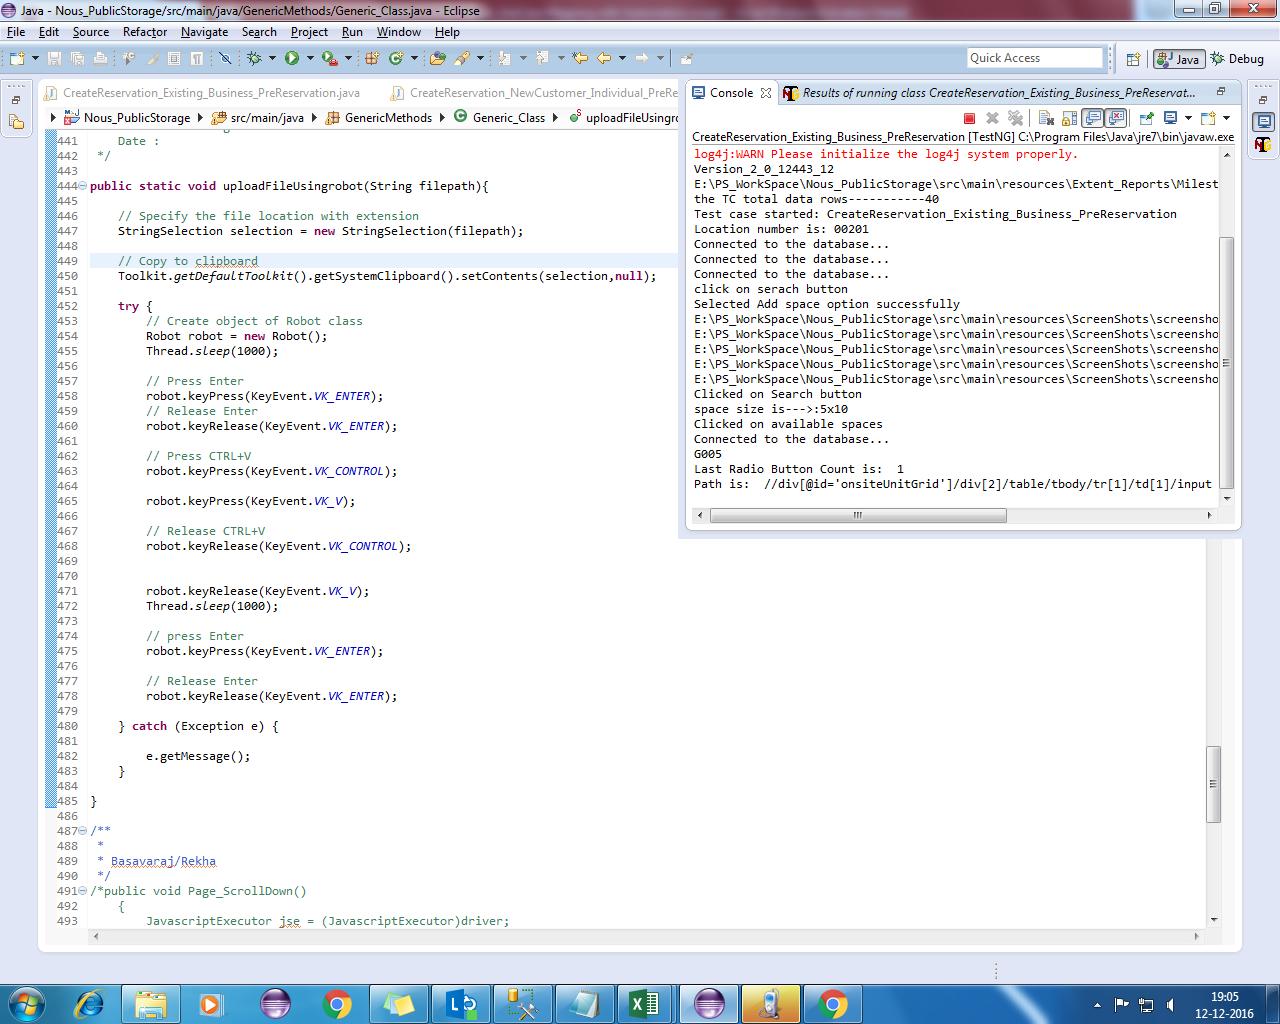 Java - Nous_PublicStorage/src/main/java/GenericMethods/Generic_Class.java - Eclipse
File Edit Source Refactor Navigate Search Project Run Window Help
Quick Access Java Debug
CreateReservation_Existing_Business_PreReservation.java CreateReservation_NewCustomer_Individual_PreRe
Nous_PublicStorage src/main/java GenericMethods Generic_Class uploadFileUsingro
441 Date :
442 */
443
444 public static void uploadFileUsingrobot(String filepath){
445
446 // Specify the file location with extension
447 StringSelection selection = new StringSelection(filepath);
448
449 // Copy to clipboard
450 Toolkit.getDefaultToolkit().getSystemClipboard().setContents(selection,null);
451
452 try {
453 // Create object of Robot class
454 Robot robot = new Robot();
455 Thread.sleep(1000);
456
457 // Press Enter
458 robot.keyPress(KeyEvent.VK_ENTER);
459 // Release Enter
460 robot.keyRelease(KeyEvent.VK_ENTER);
461
462 // Press CTRL+V
463 robot.keyPress(KeyEvent.VK_CONTROL);
464
465 robot.keyPress(KeyEvent.VK_V);
466
467 // Release CTRL+V
468 robot.keyRelease(KeyEvent.VK_CONTROL);
469
470
471 robot.keyRelease(KeyEvent.VK_V);
472 Thread.sleep(1000);
473
474 // press Enter
475 robot.keyPress(KeyEvent.VK_ENTER);
476
477 // Release Enter
478 robot.keyRelease(KeyEvent.VK_ENTER);
479
480 } catch (Exception e) {
481
482 e.getMessage();
483 }
484
485 }
486
487 /**
488 *
489 * Basavaraj/Rekha
490 */
491 /*public void Page_ScrollDown()
492 {
493 JavascriptExecutor jse = (JavascriptExecutor)driver;
Console Results of running class CreateReservation_Existing_Business_PreReservat...
CreateReservation_Existing_Business_PreReservation [TestNG] C:\Program Files\Java\jre7\bin\javaw.exe
log4j:WARN Please initialize the log4j system properly.
Version_2_0_12443_12
E:\PS_WorkSpace\Nous_PublicStorage\src\main\resources\Extent_Reports\Milest
the TC total data rows-----------40
Test case started: CreateReservation_Existing_Business_PreReservation
Location number is: 00201
Connected to the database...
Connected to the database...
Connected to the database...
click on serach button
Selected Add space option successfully
E:\PS_WorkSpace\Nous_PublicStorage\src\main\resources\ScreenShots\screensho
E:\PS_WorkSpace\Nous_PublicStorage\src\main\resources\ScreenShots\screensho
E:\PS_WorkSpace\Nous_PublicStorage\src\main\resources\ScreenShots\screensho
E:\PS_WorkSpace\Nous_PublicStorage\src\main\resources\ScreenShots\screensho
E:\PS_WorkSpace\Nous_PublicStorage\src\main\resources\ScreenShots\screensho
Clicked on Search button
space size is--->:5x10
Clicked on available spaces
Connected to the database...
G005
Last Radio Button Count is:  1
Path is:  //div[@id='onsiteUnitGrid']/div[2]/table/tbody/tr[1]/td[1]/input
19:05
12-12-2016